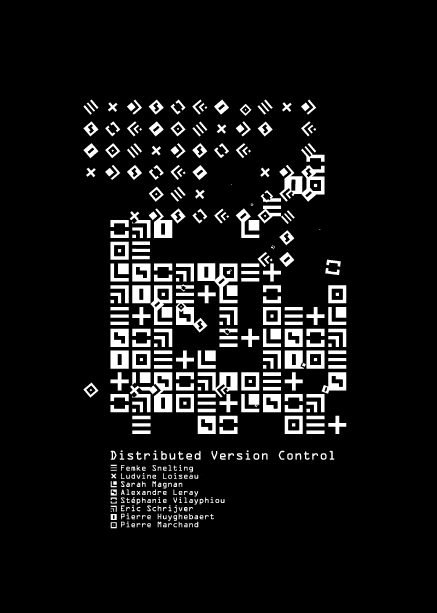 Distributed Version Control
Femke Snelting
Ludvine Loiseau
Sarah Magnan
Alexandre Leray
Stéphanie Vilayphiou
Eric Schrijver
Pierre Huyghebaert
Pierre Marchand